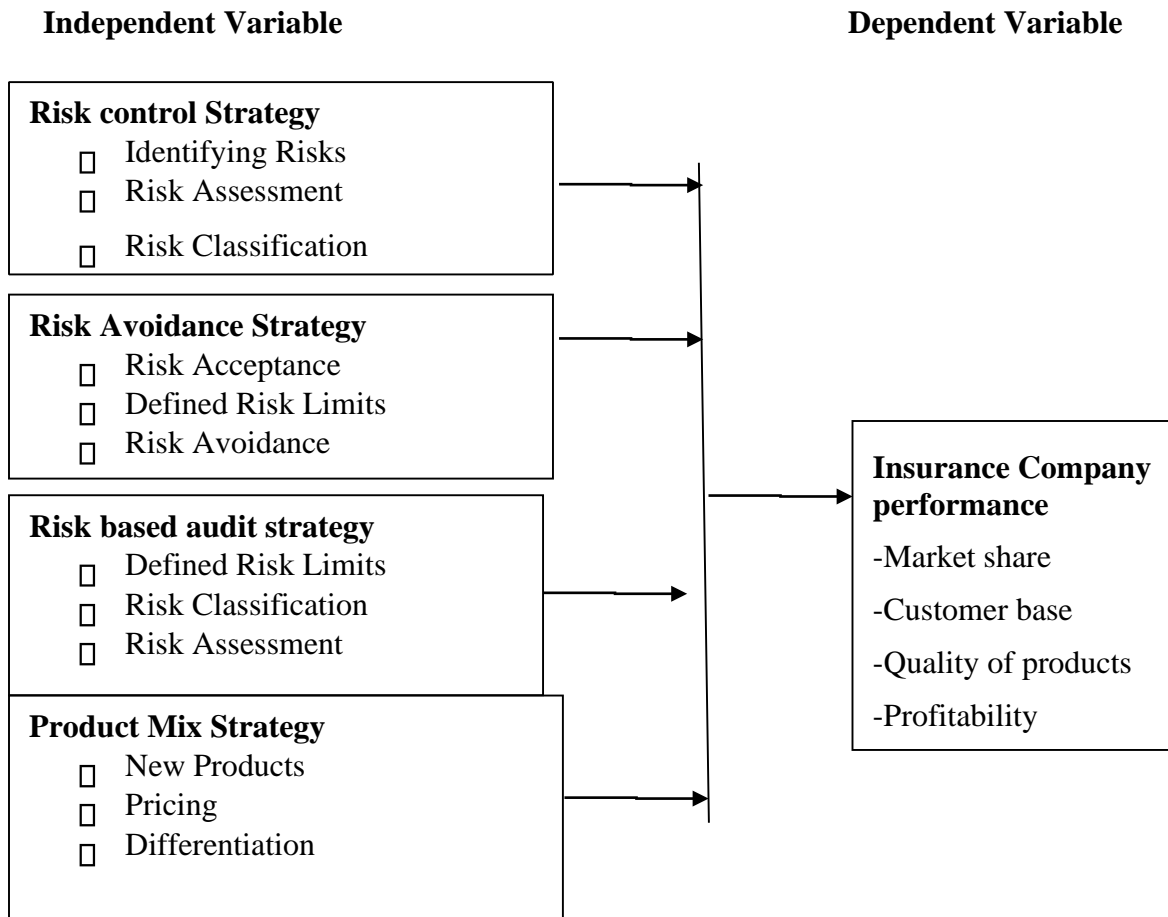 Independent Variable
Dependent Variable
Risk control Strategy
Identifying Risks
Risk Assessment
Risk Classification
Risk Avoidance Strategy
Risk Acceptance
Defined Risk Limits
Risk Avoidance
Risk based audit strategy
Defined Risk Limits
Risk Classification
Risk Assessment
Product Mix Strategy
New Products
Pricing
Differentiation
Insurance Company
performance
-Market share
-Customer base
-Quality of products
-Profitability